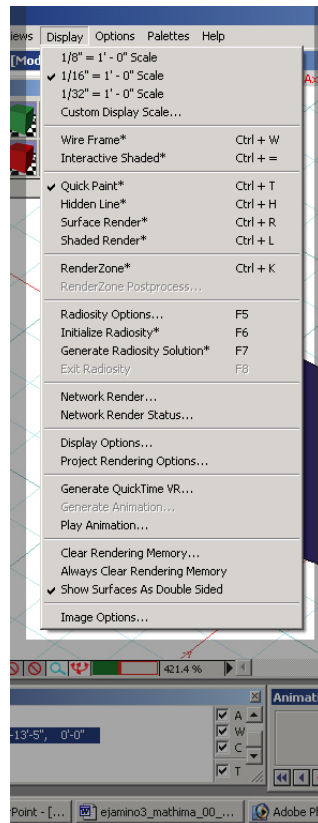 iews Display Options Palettes Help
[Mod
1/8" = 1' - 0" Scale
1/16" = 1' - 0" Scale
1/32" = 1' - 0" Scale
Custom Display Scale...
Wire Frame* Ctrl + W
Interactive Shaded* Ctrl + =
Quick Paint* Ctrl + T
Hidden Line* Ctrl + H
Surface Render* Ctrl + R
Shaded Render* Ctrl + L
RenderZone* Ctrl + K
RenderZone Postprocess...
Radiosity Options... F5
Initialize Radiosity* F6
Generate Radiosity Solution* F7
Exit Radiosity F8
Network Render...
Network Render Status...
Display Options...
Project Rendering Options...
Generate QuickTime VR...
Generate Animation...
Play Animation...
Clear Rendering Memory...
Always Clear Rendering Memory
Show Surfaces As Double Sided
Image Options...
421.4 %
Animat
A
-13'-5", 0'-0" W
C
T
Point - [... ejamino3_mathima_00_... Adobe Ph